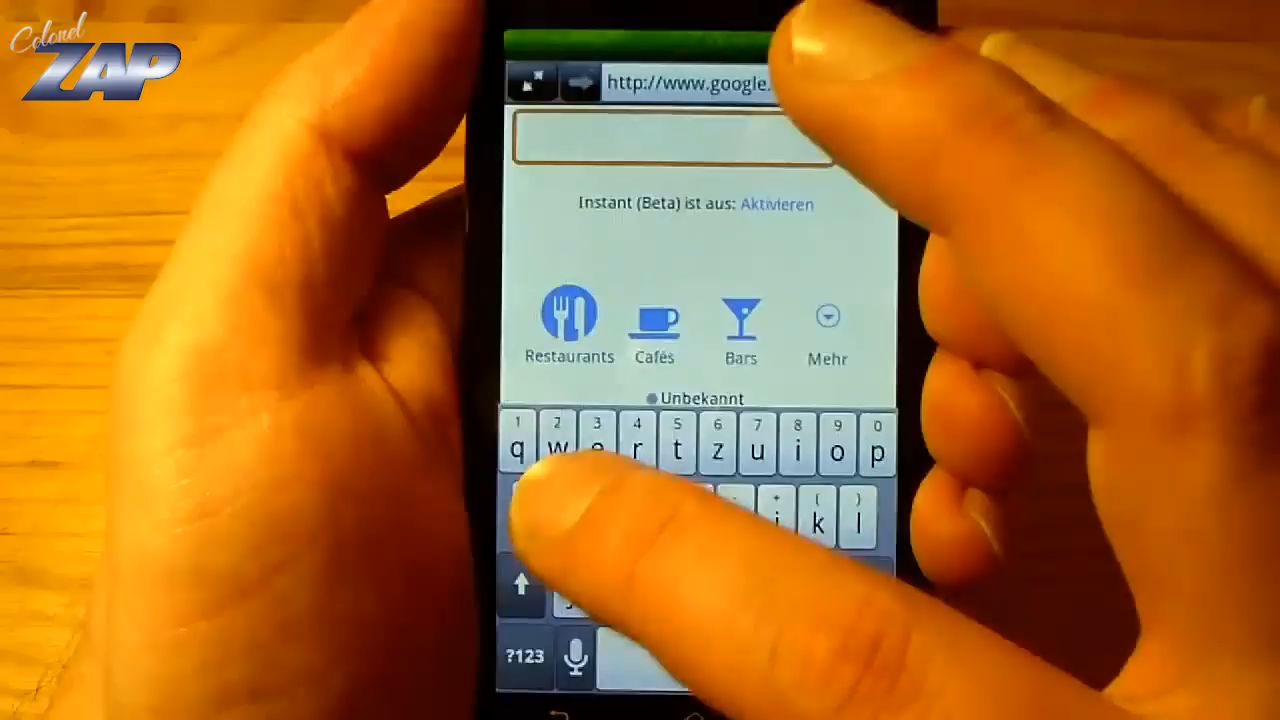 Colonel
ZAP
http://www.google.
Instant (Beta) ist aus: Aktivieren
Restaurants Cafés Bars Mehr
Unbekannt
1 2 3 4 5 6 7 8 9 0
q w e r t z u i o p
+ ( )
j k l
?123